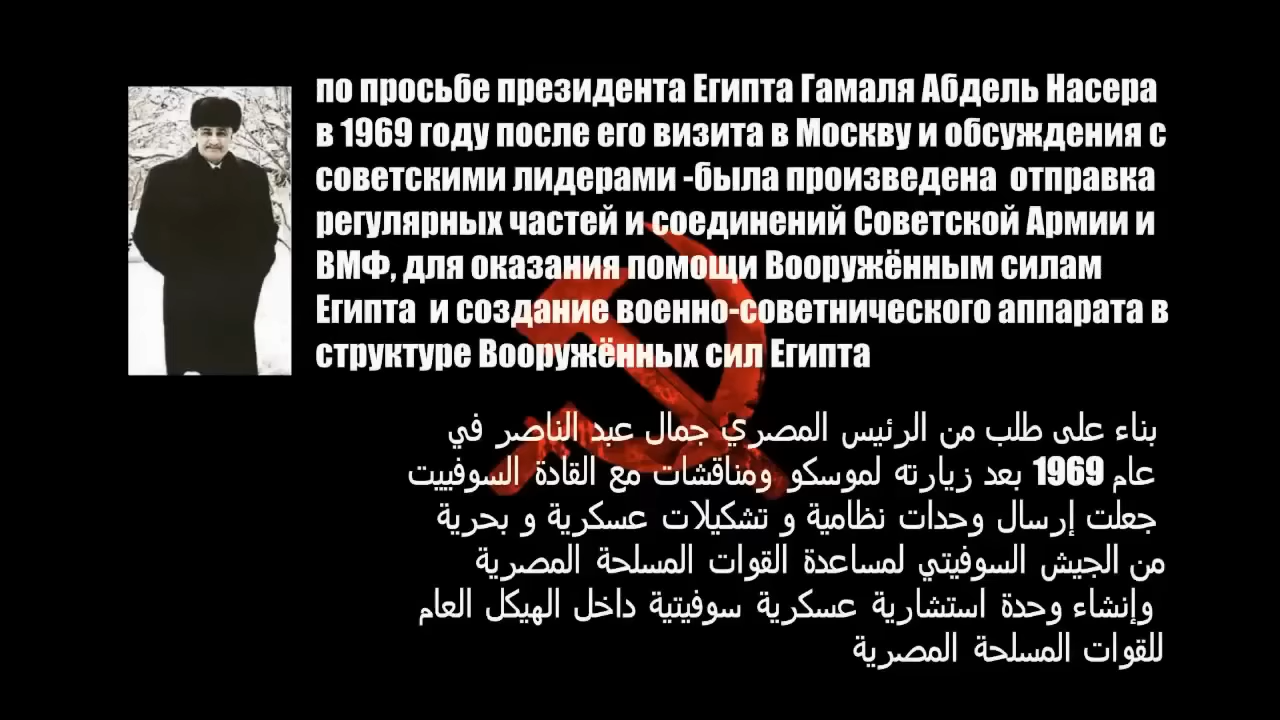 по просьбе президента Египта Гамаля Абдель Насера
в 1969 году после его визита в Москву и обсуждения с
советскими лидерами -была произведена отправка
регулярных частей и соединений Советской Армии и
ВМФ, для оказания помощи Вооружённым силам
Египта и создание военно-советнического аппарата в
структуре Вооружённых сил Египта
بناء على طلب من الرئيس المصري جمال عبد الناصر في
عام 1969 بعد زيارته لموسكو ومناقشات مع القادة السوفييت
جعلت إرسال وحدات نظامية و تشكيلات عسكرية و بحرية
من الجيش السوفيتي لمساعدة القوات المسلحة المصرية
وإنشاء وحدة استشارية عسكرية سوفيتية داخل الهيكل العام
للقوات المسلحة المصرية